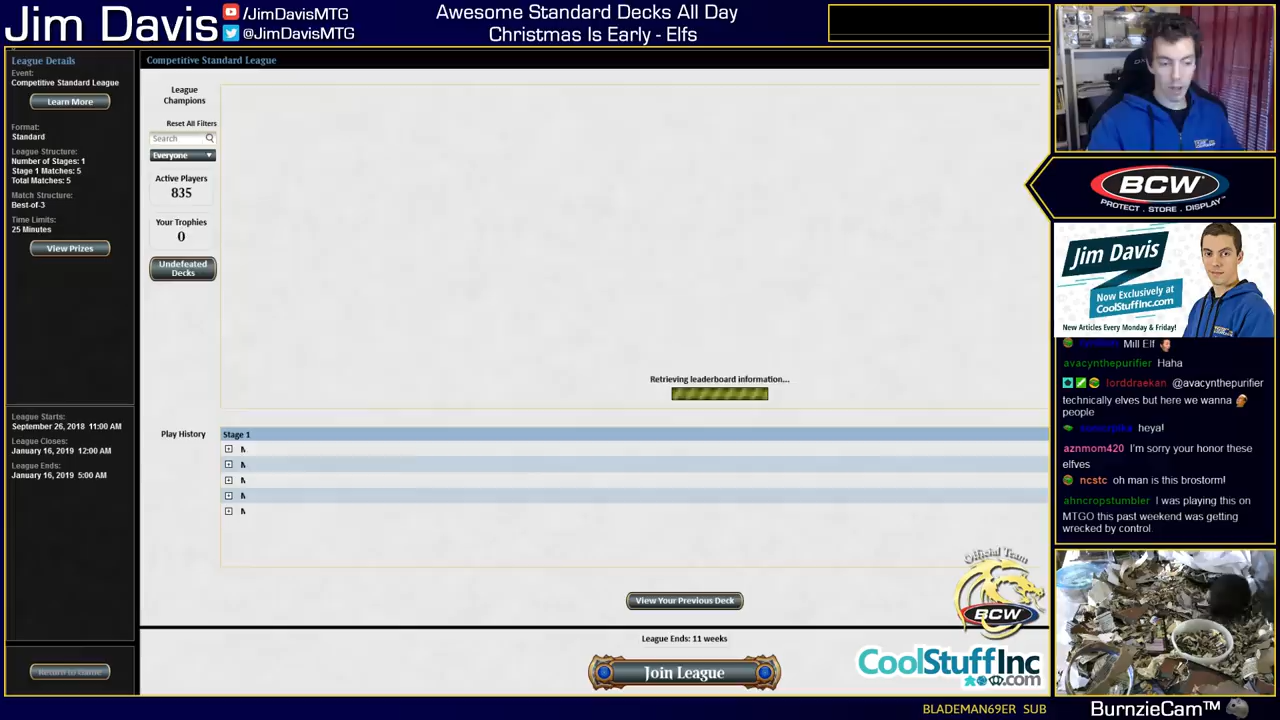 Jim Davis
/JimDavisMTG
@JimDavisMTG
Awesome Standard Decks All Day
Christmas Is Early - Elfs
League Details
Event:
Competitive Standard League
Learn More
Format:
Standard
League Structure:
Number of Stages: 1
Stage 1 Matches: 5
Total Matches: 5
Match Structure:
Best-of-3
Time Limits:
25 Minutes
View Prizes
League Starts:
September 26, 2018 11:00 AM
League Closes:
January 16, 2019 12:00 AM
League Ends:
January 16, 2019 5:00 AM
Return to Game
Competitive Standard League
League
Champions
Reset All Filters
Search
Everyone
Active Players
835
Your Trophies
0
Undefeated
Decks
Retrieving leaderboard information...
Play History
Stage 1
View Your Previous Deck
League Ends: 11 weeks
Join League
Official Team
BCW
CoolStuffInc
.com
BCW
PROTECT. STORE. DISPLAY.
Jim Davis
Now Exclusively at
CoolStuffInc.com
New Articles Every Monday & Friday!
Mill Elf
avacynthepurifier Haha
lorddraekan @avacynthepurifier
technically elves but here we wanna
people
heya!
aznmom420 I'm sorry your honor these
elfves
ncstc oh man is this brostorm!
ahncropstumbler I was playing this on
MTGO this past weekend was getting
wrecked by control.
BLADEMAN69ER SUB
BurnzieCam™